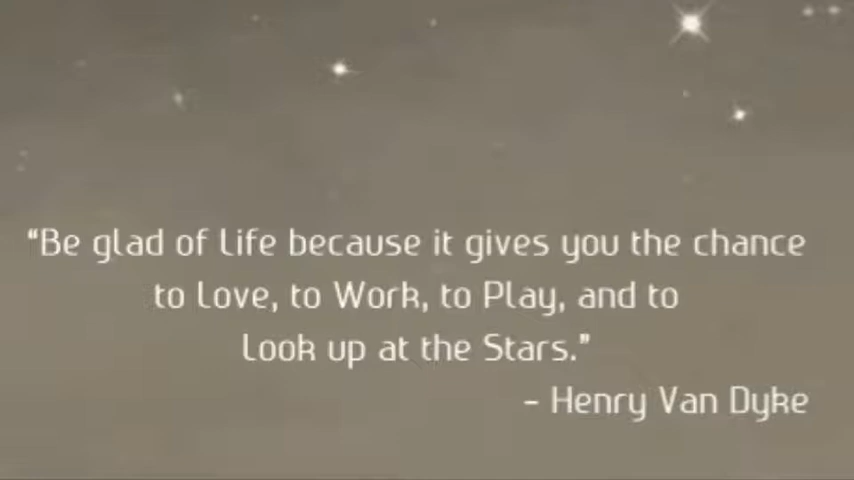 “Be glad of life because it gives you the chance
to Love, to Work, to Play, and to
Look up at the Stars.”
- Henry Van Dyke